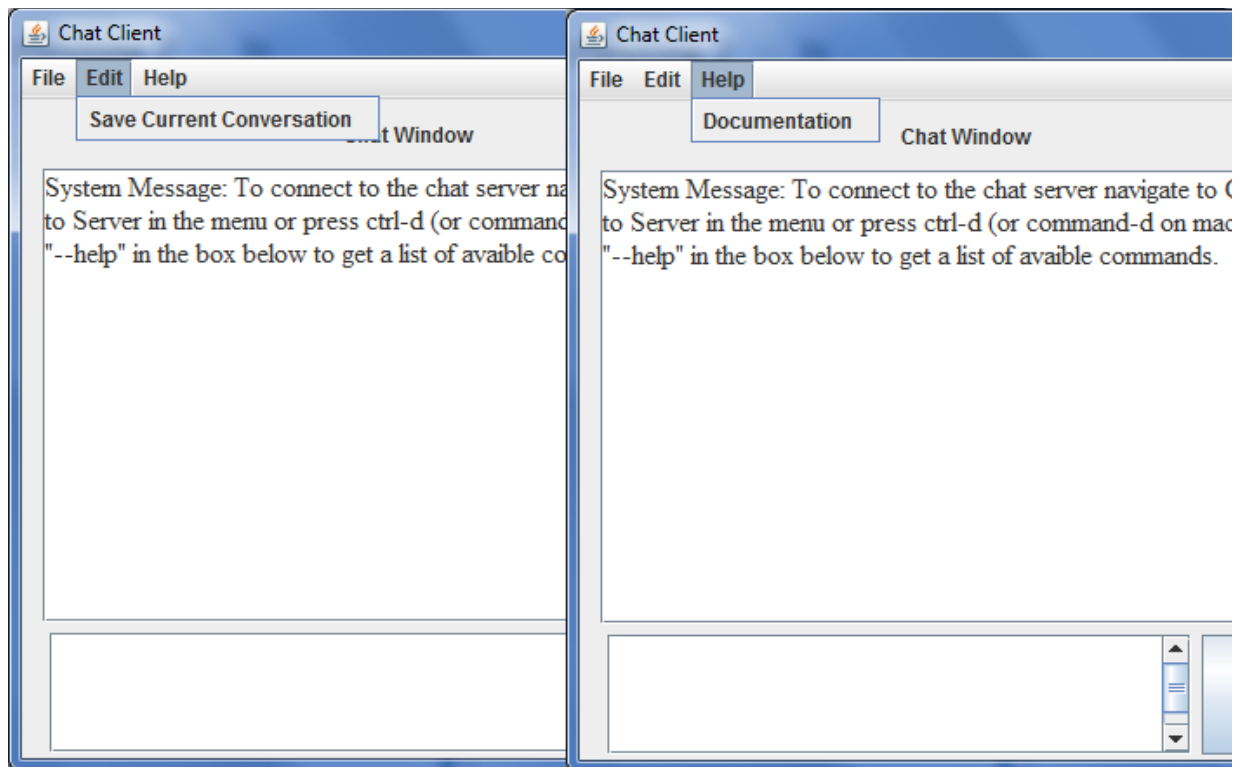 Chat Client
File Edit Help
Save Current Conversation
t Window
System Message: To connect to the chat server na
to Server in the menu or press ctrl-d (or command
"--help" in the box below to get a list of avaible co
Chat Client
File Edit Help
Documentation
Chat Window
System Message: To connect to the chat server navigate to
to Server in the menu or press ctrl-d (or command-d on mac
"--help" in the box below to get a list of avaible commands.